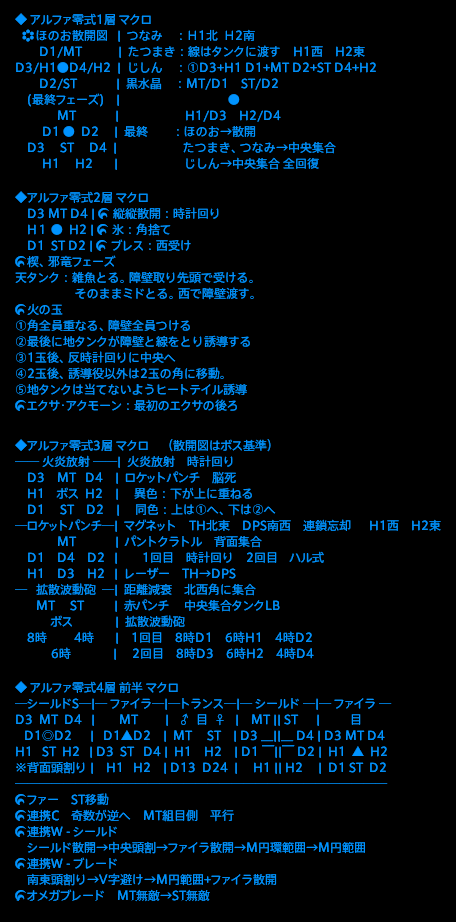 ◆アルファ零式1層 マクロ
✿ほのお散開図 | つなみ ：H1北 H2南
D1/MT | たつまき：線はタンクに渡す H1西 H2東
D3/H1●D4/H2 | じしん ：①D3+H1 D1+MT D2+ST D4+H2
D2/ST | 黒水晶 ：MT/D1 ST/D2
(最終フェーズ) | ●
MT | H1/D3 H2/D4
D1 ● D2 | 最終 ：ほのお→散開
D3 ST D4 | たつまき、つなみ→中央集合
H1 H2 | じしん→中央集合 全回復
◆アルファ零式2層 マクロ
D3 MT D4 | 縦縦散開：時計回り
H1 ● H2 | 氷：角捨て
D1 ST D2 | ブレス：西受け
楔、邪竜フェーズ
天タンク：雑魚とる。障壁取り先頭で受ける。
そのままミドとる。西で障壁渡す。
火の玉
①角全員重なる、障壁全員つける
②最後に地タンクが障壁と線をとり誘導する
③1玉後、反時計回りに中央へ
④2玉後、誘導役以外は2玉の角に移動。
⑤地タンクは当てないようヒートテイル誘導
エクサ･アクモーン：最初のエクサの後ろ
◆アルファ零式3層 マクロ （散開図はボス基準）
── 火炎放射 ──| 火炎放射 時計回り
D3 MT D4 | ロケットパンチ 脳死
H1 ボス H2 | 異色：下が上に重ねる
D1 ST D2 | 同色：上は①へ、下は②へ
─ロケットパンチ─| マグネット TH北東 DPS南西 連鎖忘却 H1西 H2東
MT | パントクラトル 背面集合
D1 D4 D2 | 1回目 時計回り 2回目 ハル式
H1 D3 H2 | レーザー TH→DPS
─ 拡散波動砲 ─| 距離減衰 北西角に集合
MT ST | 赤パンチ 中央集合タンクLB
ボス | 拡散波動砲
8時 4時 | 1回目 8時D1 6時H1 4時D2
6時 | 2回目 8時D3 6時H2 4時D4
◆ アルファ零式4層 前半 マクロ
─シールドS─|─ ファイラ─|─トランス─|─ シールド ─|─ ファイラ ─
D3 MT D4 | MT | ♂ 目 ♀ | MT || ST | 目
D1◎D2 | D1▲D2 | MT ST | D3 ＿||＿ D4 | D3 MT D4
H1 ST H2 | D3 ST D4 | H1 H2 | D1 ￣||￣ D2 | H1 ▲ H2
※背面頭割り | H1 H2 | D13 D24 | H1 || H2 | D1 ST D2
ファー ST移動
連携C 奇数が逆へ MT組目側 平行
連携W - シールド
シールド散開→中央頭割→ファイラ散開→M円環範囲→M円範囲
連携W - ブレード
南東頭割り→V字避け→M円範囲+ファイラ散開
オメガブレード MT無敵→ST無敵